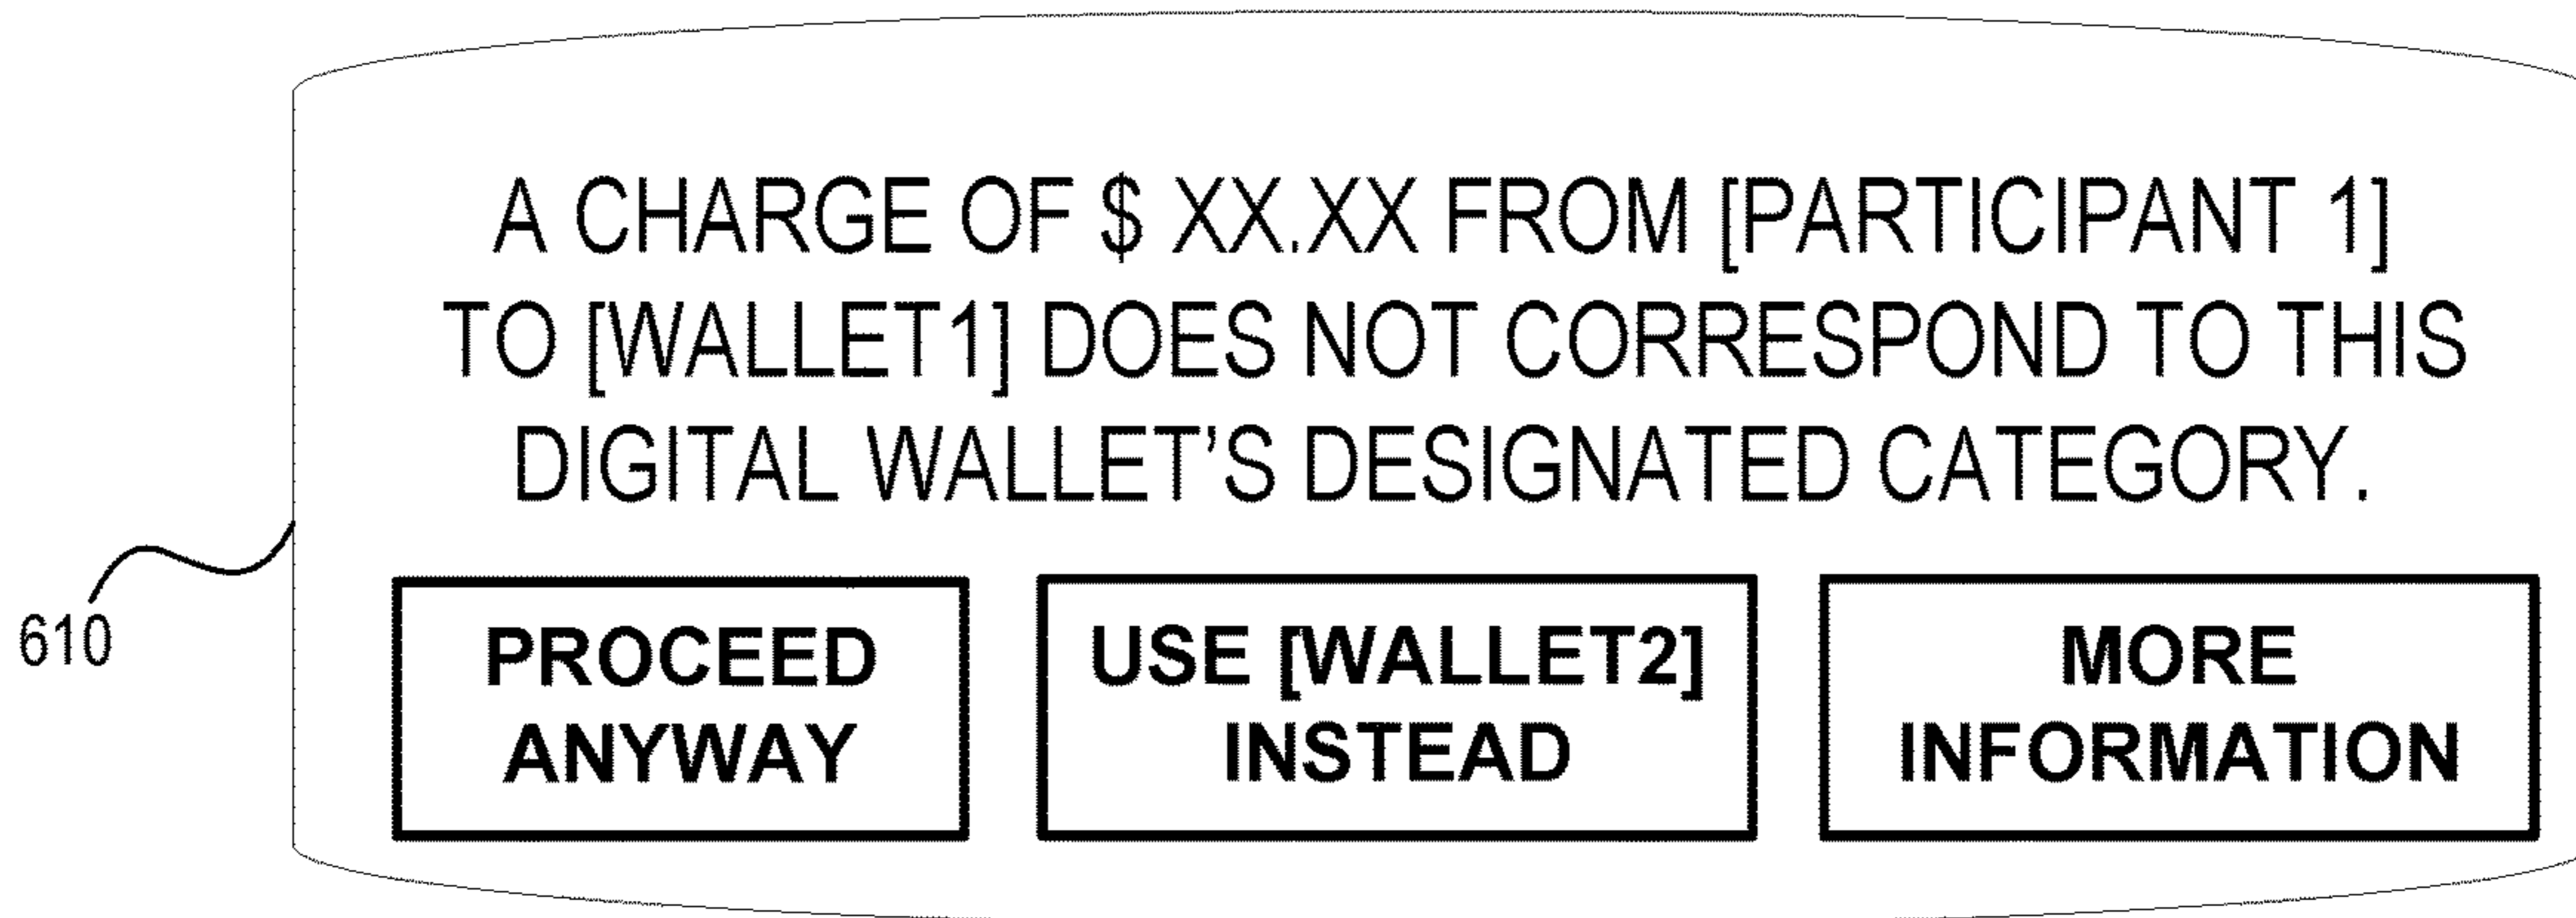 A CHARGE OF $ XX.XX FROM [PARTICIPANT 1]
TO [WALLET1] DOES NOT CORRESPOND TO THIS
DIGITAL WALLET’S DESIGNATED CATEGORY.
610
PROCEED
ANYWAY
USE [WALLET2]
INSTEAD
MORE
INFORMATION